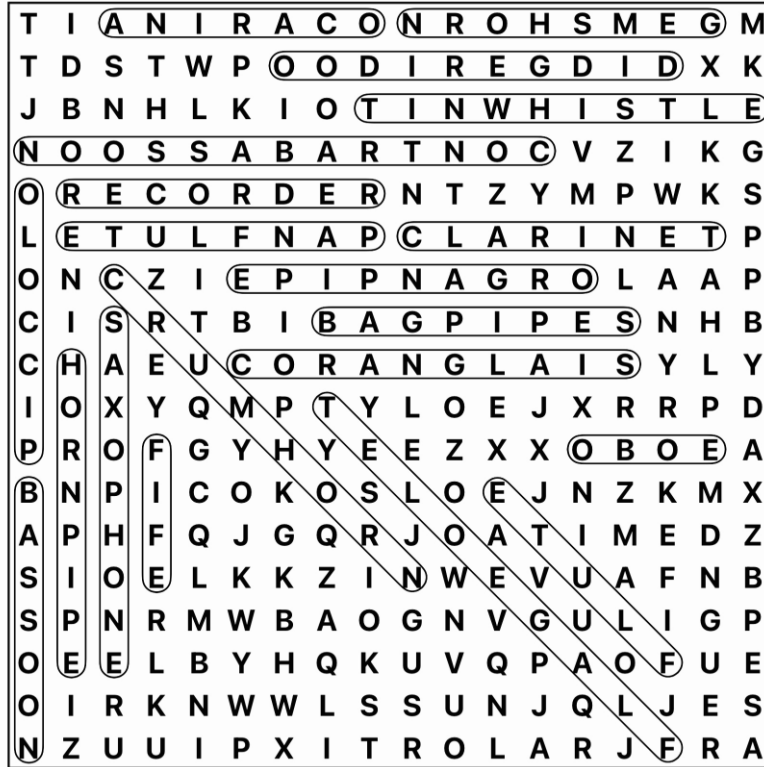 T I A N I R A C O N R O H S M E G M
T D S T W P O O D I R E G D I D X K
J B N H L K I O T I N W H I S T L E
N O O S S A B A R T N O C V Z I K G
O R E C O R D E R N T Z Y M P W K S
L E T U L F N A P C L A R I N E T P
O N C Z I E P I P N A G R O L A A P
C I S R T B I B A G P I P E S N H B
C H A E U C O R A N G L A I S Y L Y
I O X Y Q M P T Y L O E J X R R P D
P R O F G Y H Y E E Z X X O B O E A
B N P I C O K O S L O E J N Z K M X
A P H F Q J G Q R J O A T I M E D Z
S I O E L K K Z I N W E V U A F N B
S P N R M W B A O G N V G U L I G P
O E E L B Y H Q K U V Q P A O F U E
O I R K N W W L S S U N J Q L J E S
N Z U U I P X I T R O L A R J F R A